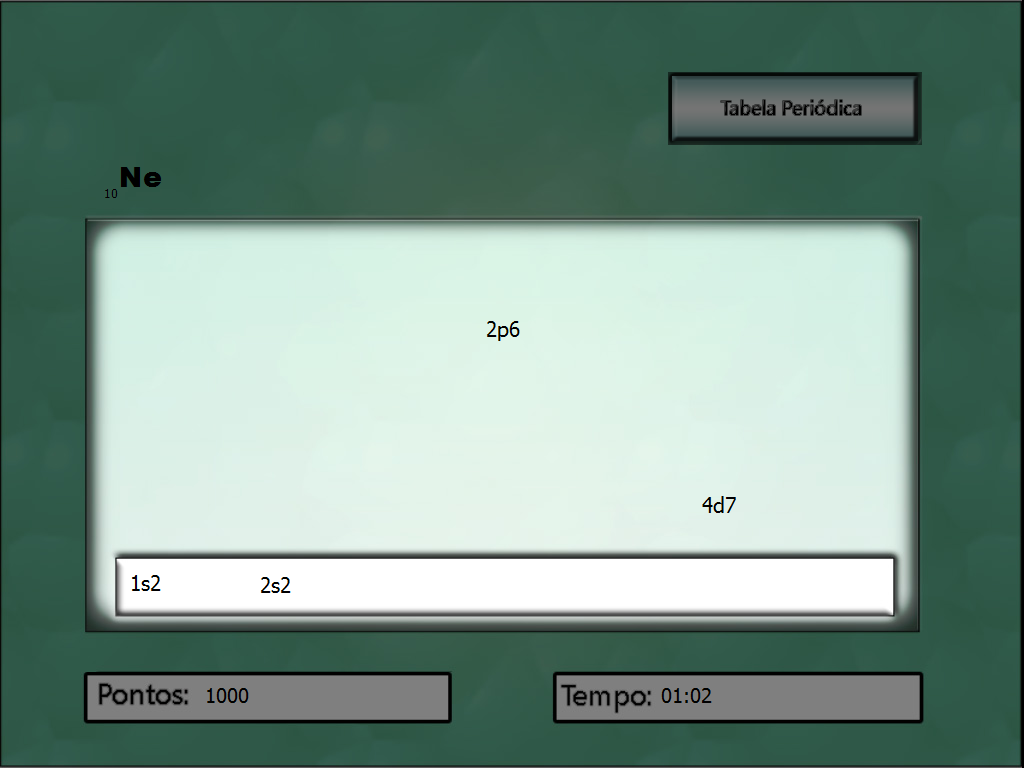 Tabela Periódica
10Ne
2p6
4d7
1s2 2s2
Pontos: 1000
Tempo: 01:02